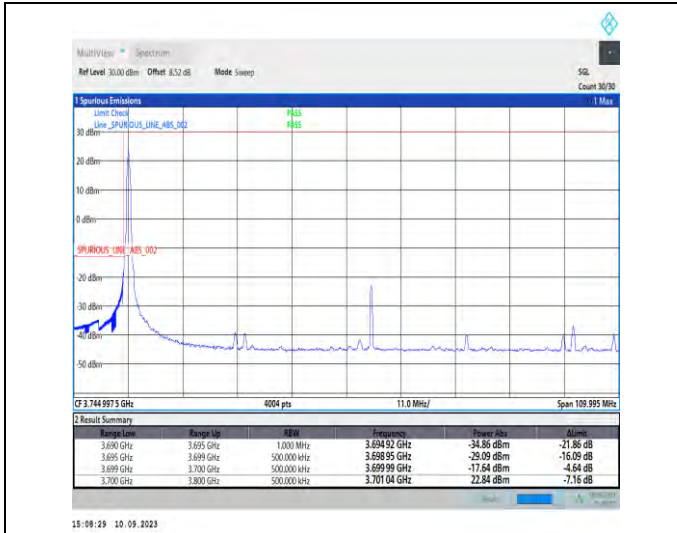 MultiView Spectrum
Ref Level 30.00 dBm Offset 8.52 dB Mode Sweep SGL
Count 30/30
1 Spurious Emissions 1 Max
Limit Check PASS
Line _SPURIOUS_LINE_ABS_002 PASS
30 dBm
20 dBm
10 dBm
0 dBm
SPURIOUS_LINE_ABS_002
-20 dBm
-30 dBm
-40 dBm
-50 dBm
CF 3.744 997 5 GHz 4004 pts 11.0 MHz/ Span 109.995 MHz
2 Result Summary
Range Low Range Up RBW Frequency Power Abs ΔLimit
3.690 GHz 3.695 GHz 1.000 MHz 3.694 92 GHz -34.86 dBm -21.86 dB
3.695 GHz 3.699 GHz 500.000 kHz 3.698 95 GHz -29.09 dBm -16.09 dB
3.699 GHz 3.700 GHz 500.000 kHz 3.699 99 GHz -17.64 dBm -4.64 dB
3.700 GHz 3.800 GHz 500.000 kHz 3.701 04 GHz 22.84 dBm -7.16 dB
15:08:29 10.09.2023